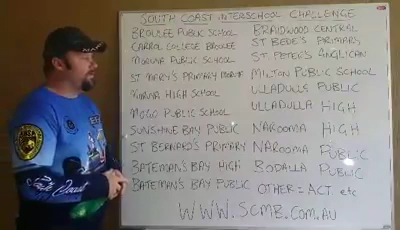 SOUTH COAST INTERSCHOOL CHALLENGE
BROULEE PUBLIC SCHOOL
CARROL COLLEGE BROULEE
MORUYA PUBLIC SCHOOL
ST MARY'S PRIMARY MORUYA
MORUYA HIGH SCHOOL
MOGO PUBLIC SCHOOL
SUNSHINE BAY PUBLIC
ST BERNARD'S PRIMARY
BATEMAN'S BAY HIGH
BATEMAN'S BAY PUBLIC
BRAIDWOOD CENTRAL
ST BEDE'S PRIMARY
ST PETER'S ANGLICAN
MILTON PUBLIC SCHOOL
ULLADULLA PUBLIC
ULLADULLA HIGH
NAROOMA HIGH
NAROOMA PUBLIC
BODALLA PUBLIC
OTHER = ACT etc
WWW.SCMB.COM.AU